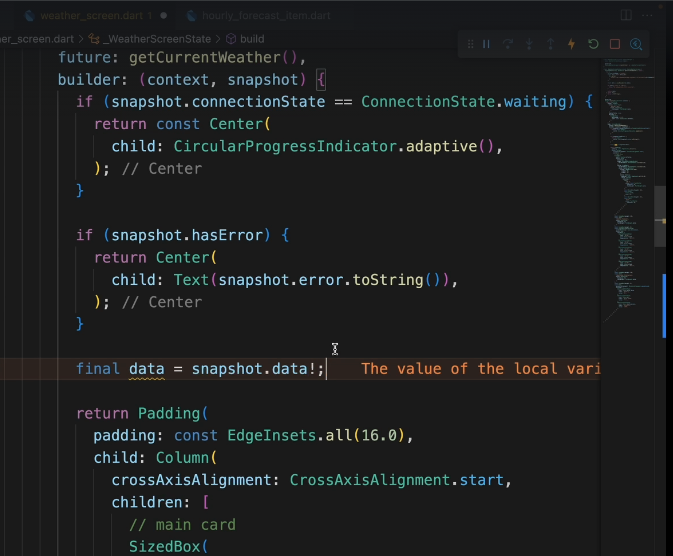 weather_screen.dart 1
hourly_forecast_item.dart
her_screen.dart > _WeatherScreenState > build
future: getCurrentWeather(),
builder: (context, snapshot) {
if (snapshot.connectionState == ConnectionState.waiting) {
return const Center(
child: CircularProgressIndicator.adaptive(),
); // Center
}
if (snapshot.hasError) {
return Center(
child: Text(snapshot.error.toString()),
); // Center
}
final data = snapshot.data!; The value of the local vari
return Padding(
padding: const EdgeInsets.all(16.0),
child: Column(
crossAxisAlignment: CrossAxisAlignment.start,
children: [
// main card
SizedBox(